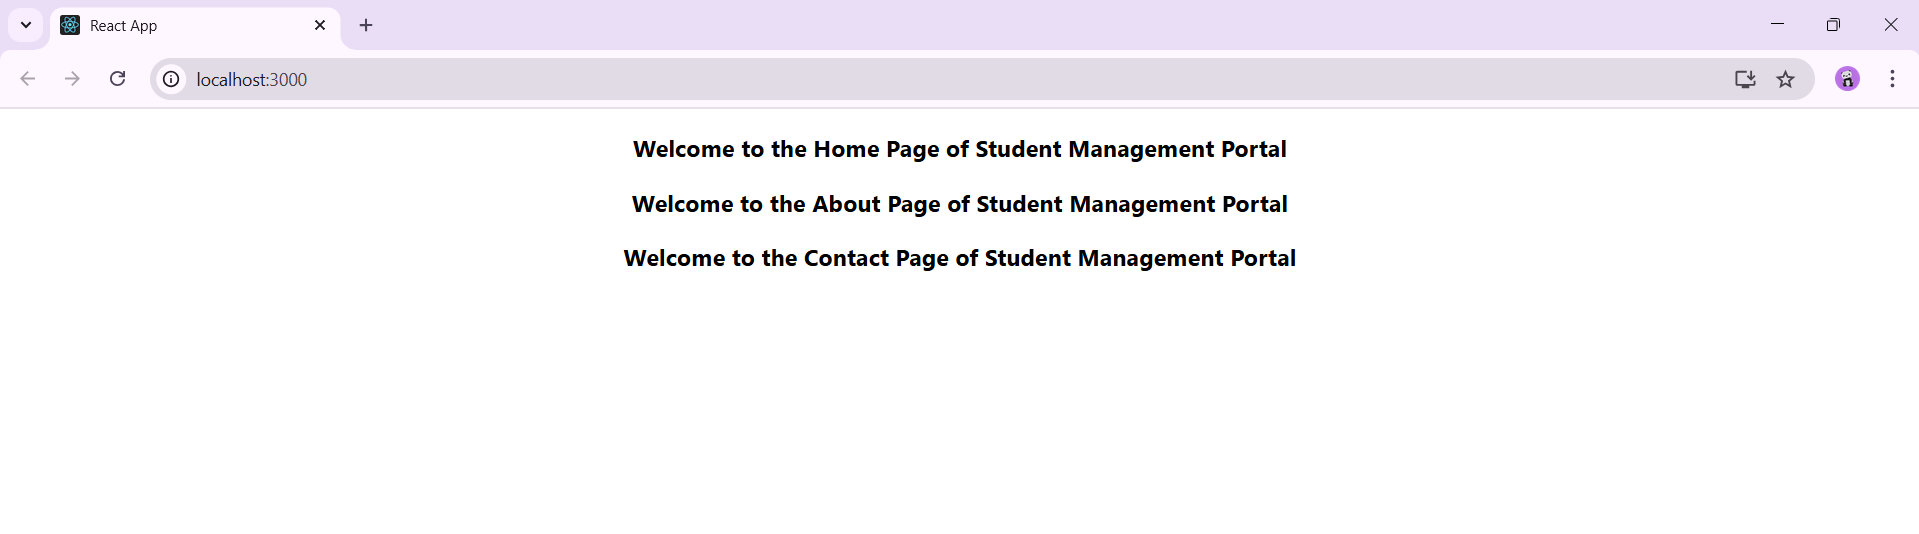 React App
localhost:3000
Welcome to the Home Page of Student Management Portal
Welcome to the About Page of Student Management Portal
Welcome to the Contact Page of Student Management Portal